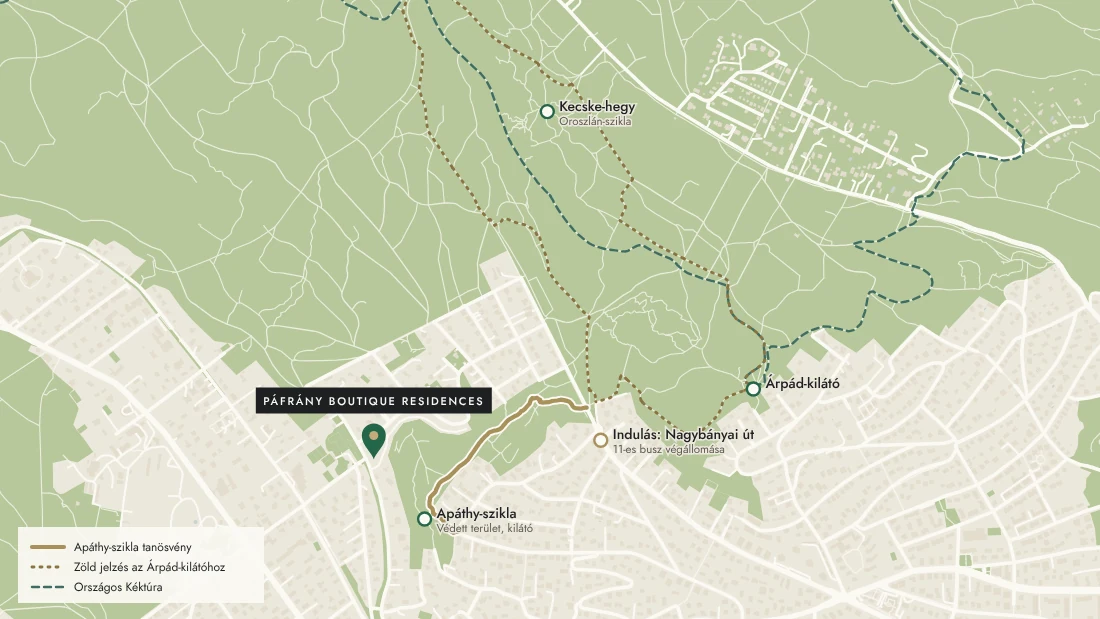 Kecske-hegy
Oroszlán-szikla
Árpád-kilátó
PÁFRÁNY BOUTIQUE RESIDENCES
Indulás: Nagybányai út
11-es busz végállomása
Apáthy-szikla
Védett terület, kilátó
Apáthy-szikla tanösvény
Zöld jelzés az Árpád-kilátóhoz
Országos Kéktúra